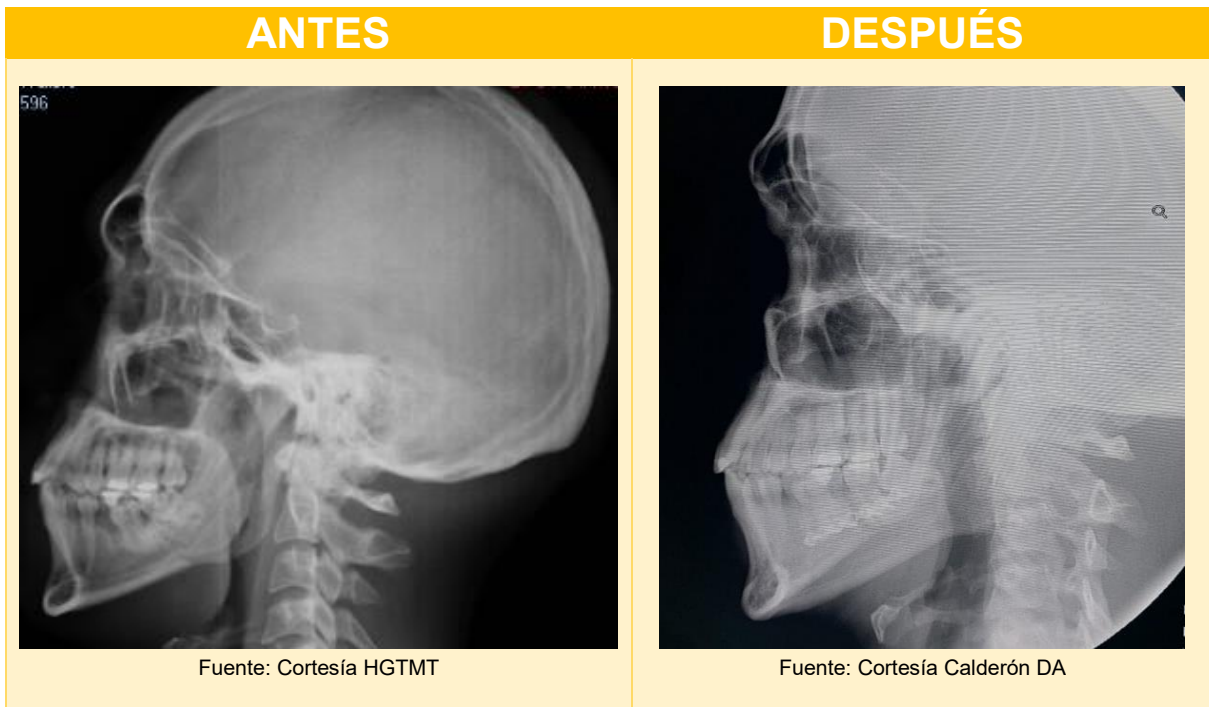 ANTES
DESPUÉS
596
Fuente: Cortesía HGTMT
Fuente: Cortesía Calderón DA